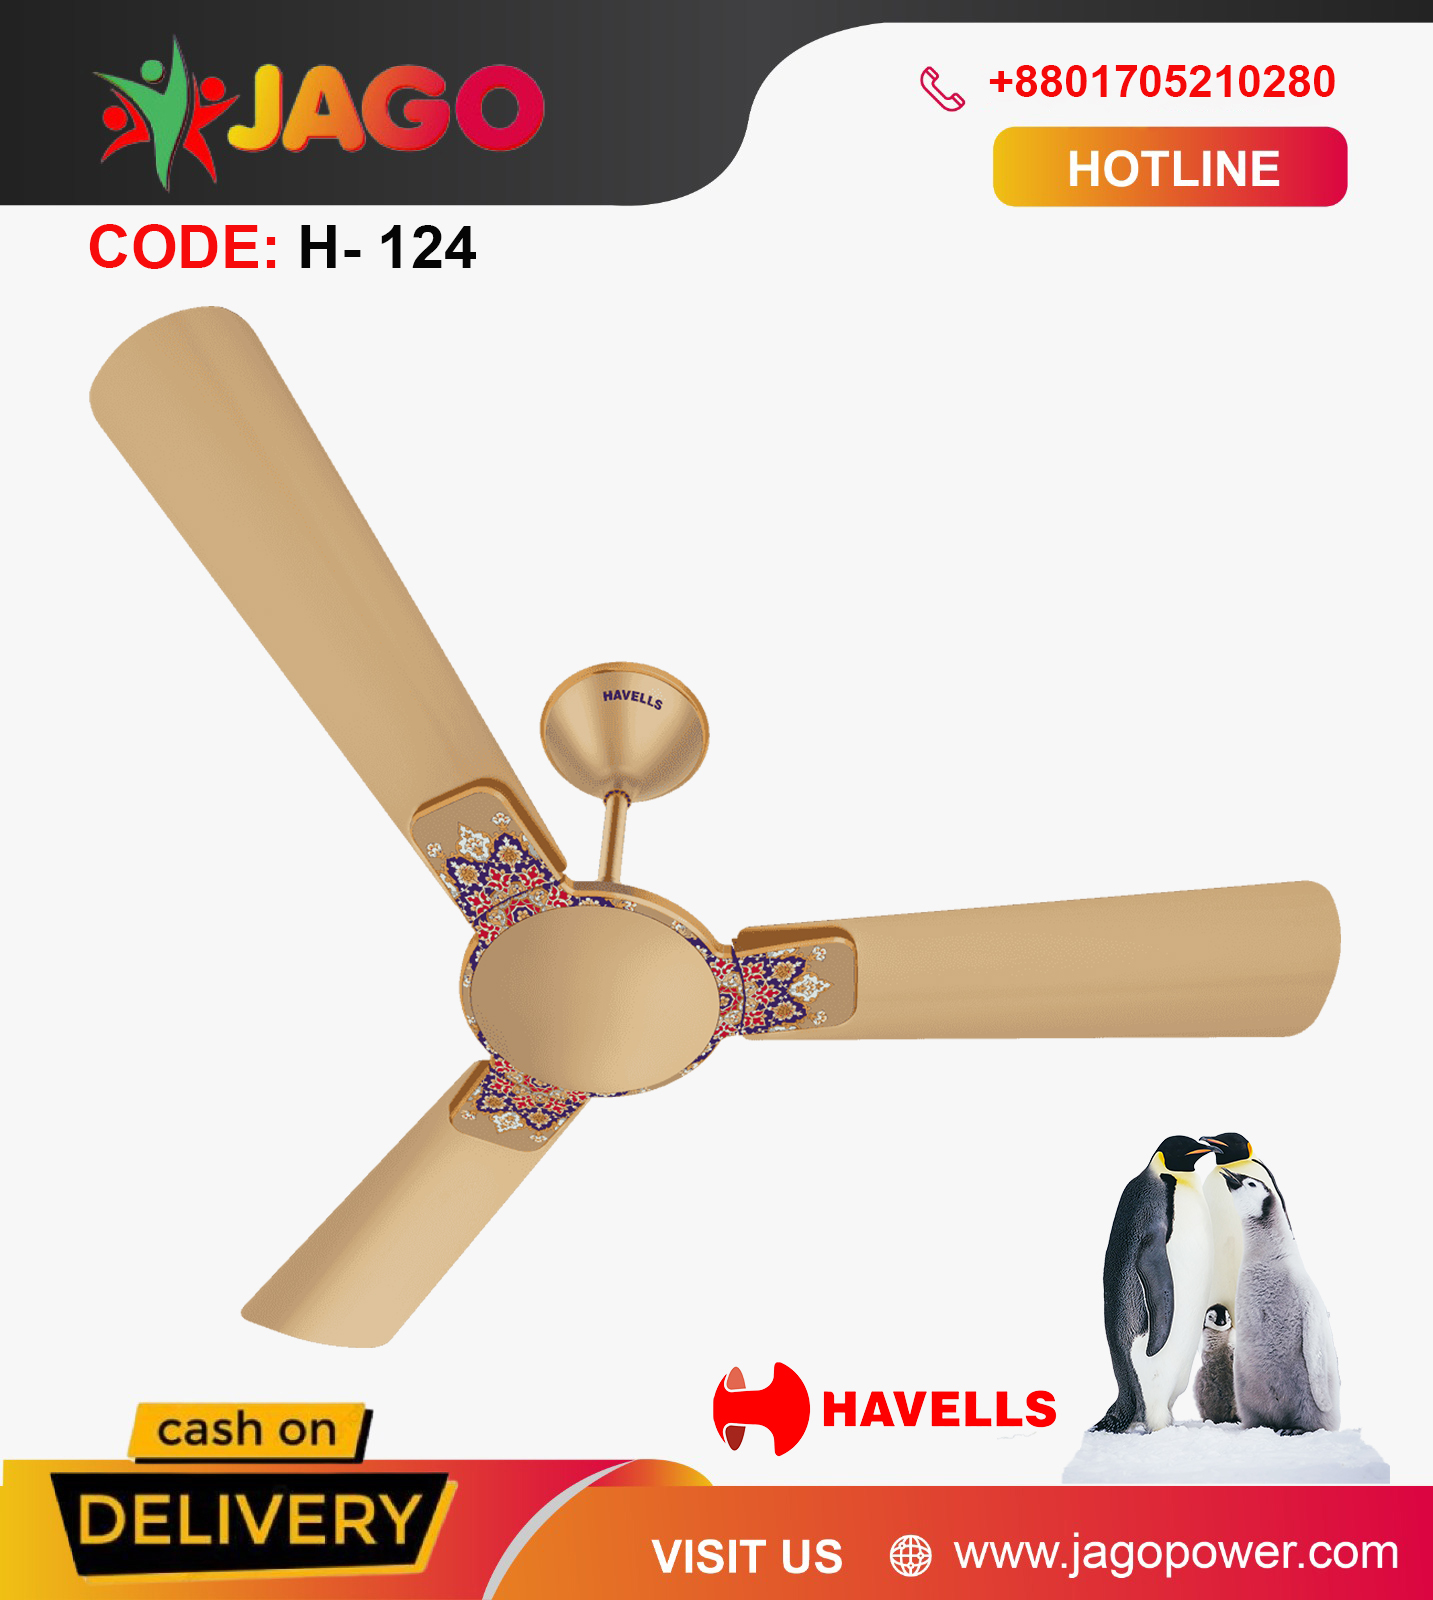 JAGO
+8801705210280
HOTLINE
CODE: H- 124
HAVELLS
HAVELLS
cash on
DELIVERY
VISIT US
www.jagopower.com